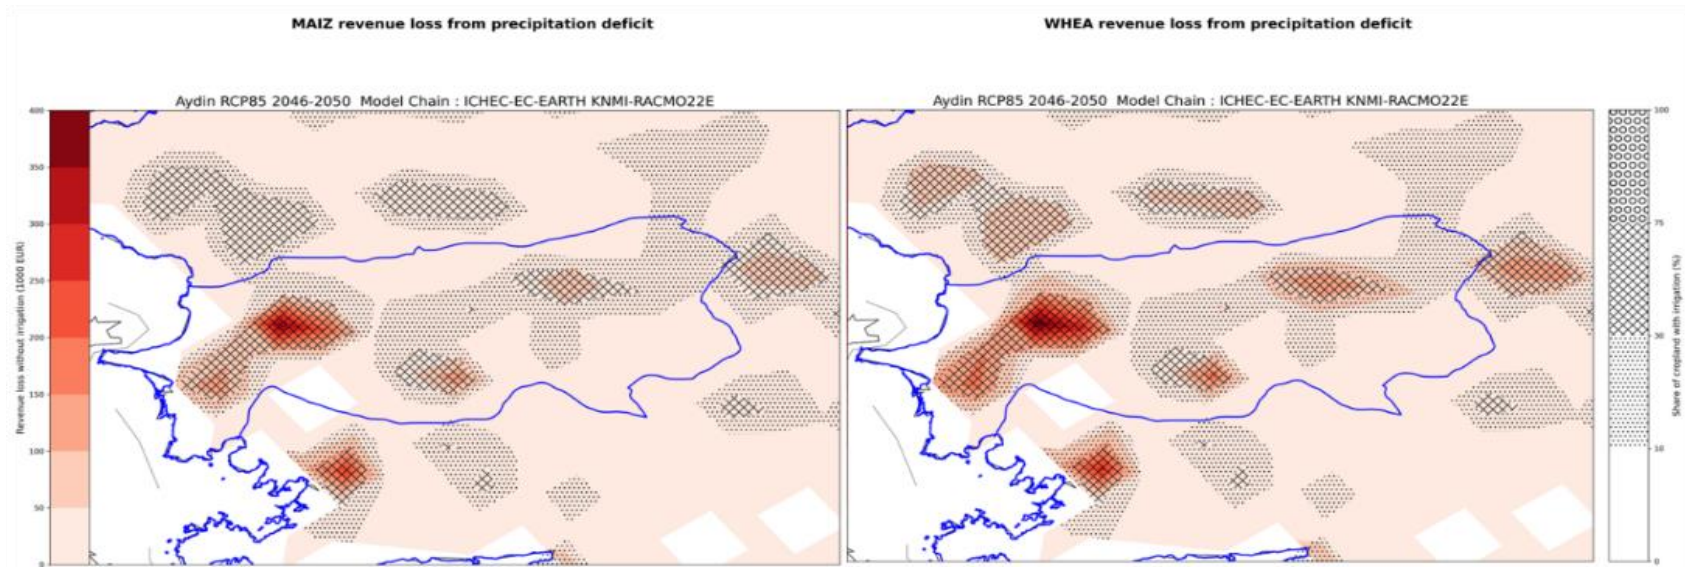 MAIZ revenue loss from precipitation deficit
WHEA revenue loss from precipitation deficit
Aydin RCP85 2046-2050 Model Chain : ICHEC-EC-EARTH KNMI-RACMO22E
Aydin RCP85 2046-2050 Model Chain : ICHEC-EC-EARTH KNMI-RACMO22E
Revenue loss without irrigation (1000 EUR)
400
350
300
250
200
150
100
50
0
Share of cropland with irrigation (%)
100
75
30
10
0